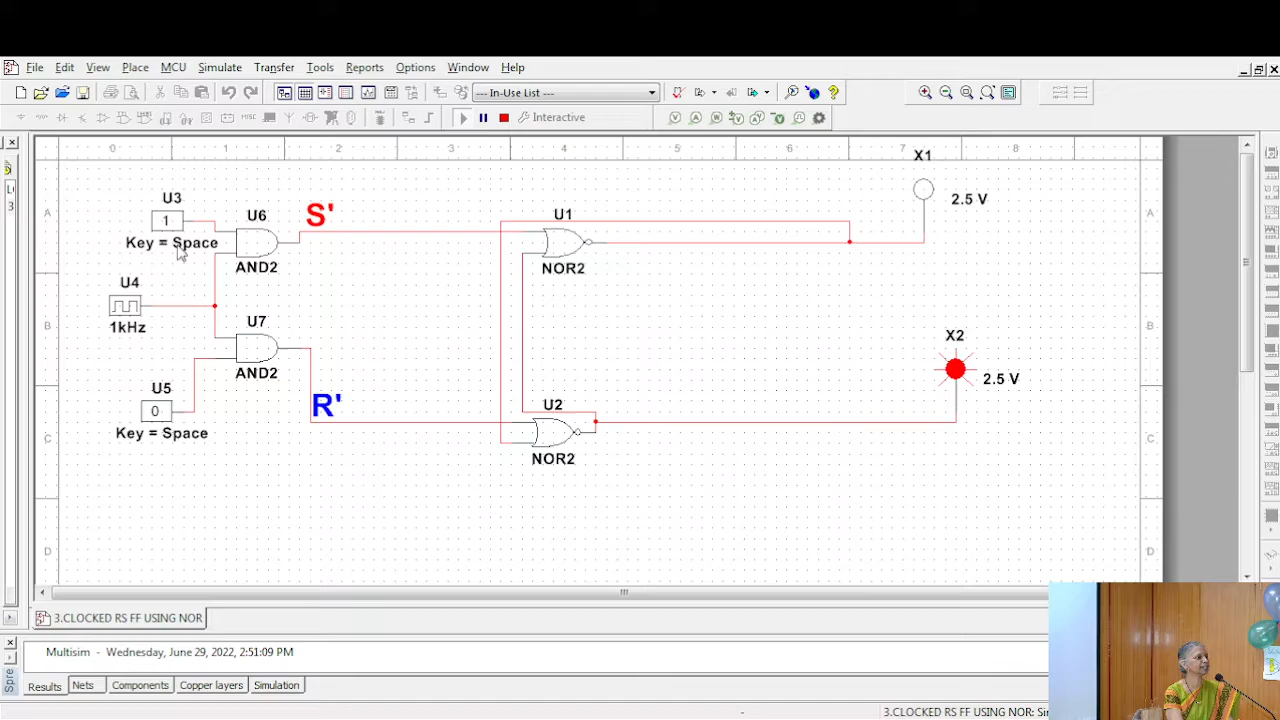 File Edit View Place MCU Simulate Transfer Tools Reports Options Window Help
--- In-Use List ---
Interactive
0 1 2 3 4 5 6 7 8
X1
2.5 V
U3
1
Key = Space
U6
AND2
S'
U1
NOR2
A
A
U4
1kHz
B
B
U7
AND2
X2
2.5 V
U5
0
Key = Space
R'
U2
NOR2
C
C
D
D
3.CLOCKED RS FF USING NOR
Multisim - Wednesday, June 29, 2022, 2:51:09 PM
Spre
Results Nets Components Copper layers Simulation
- 3.CLOCKED RS FF USING NOR: Sim